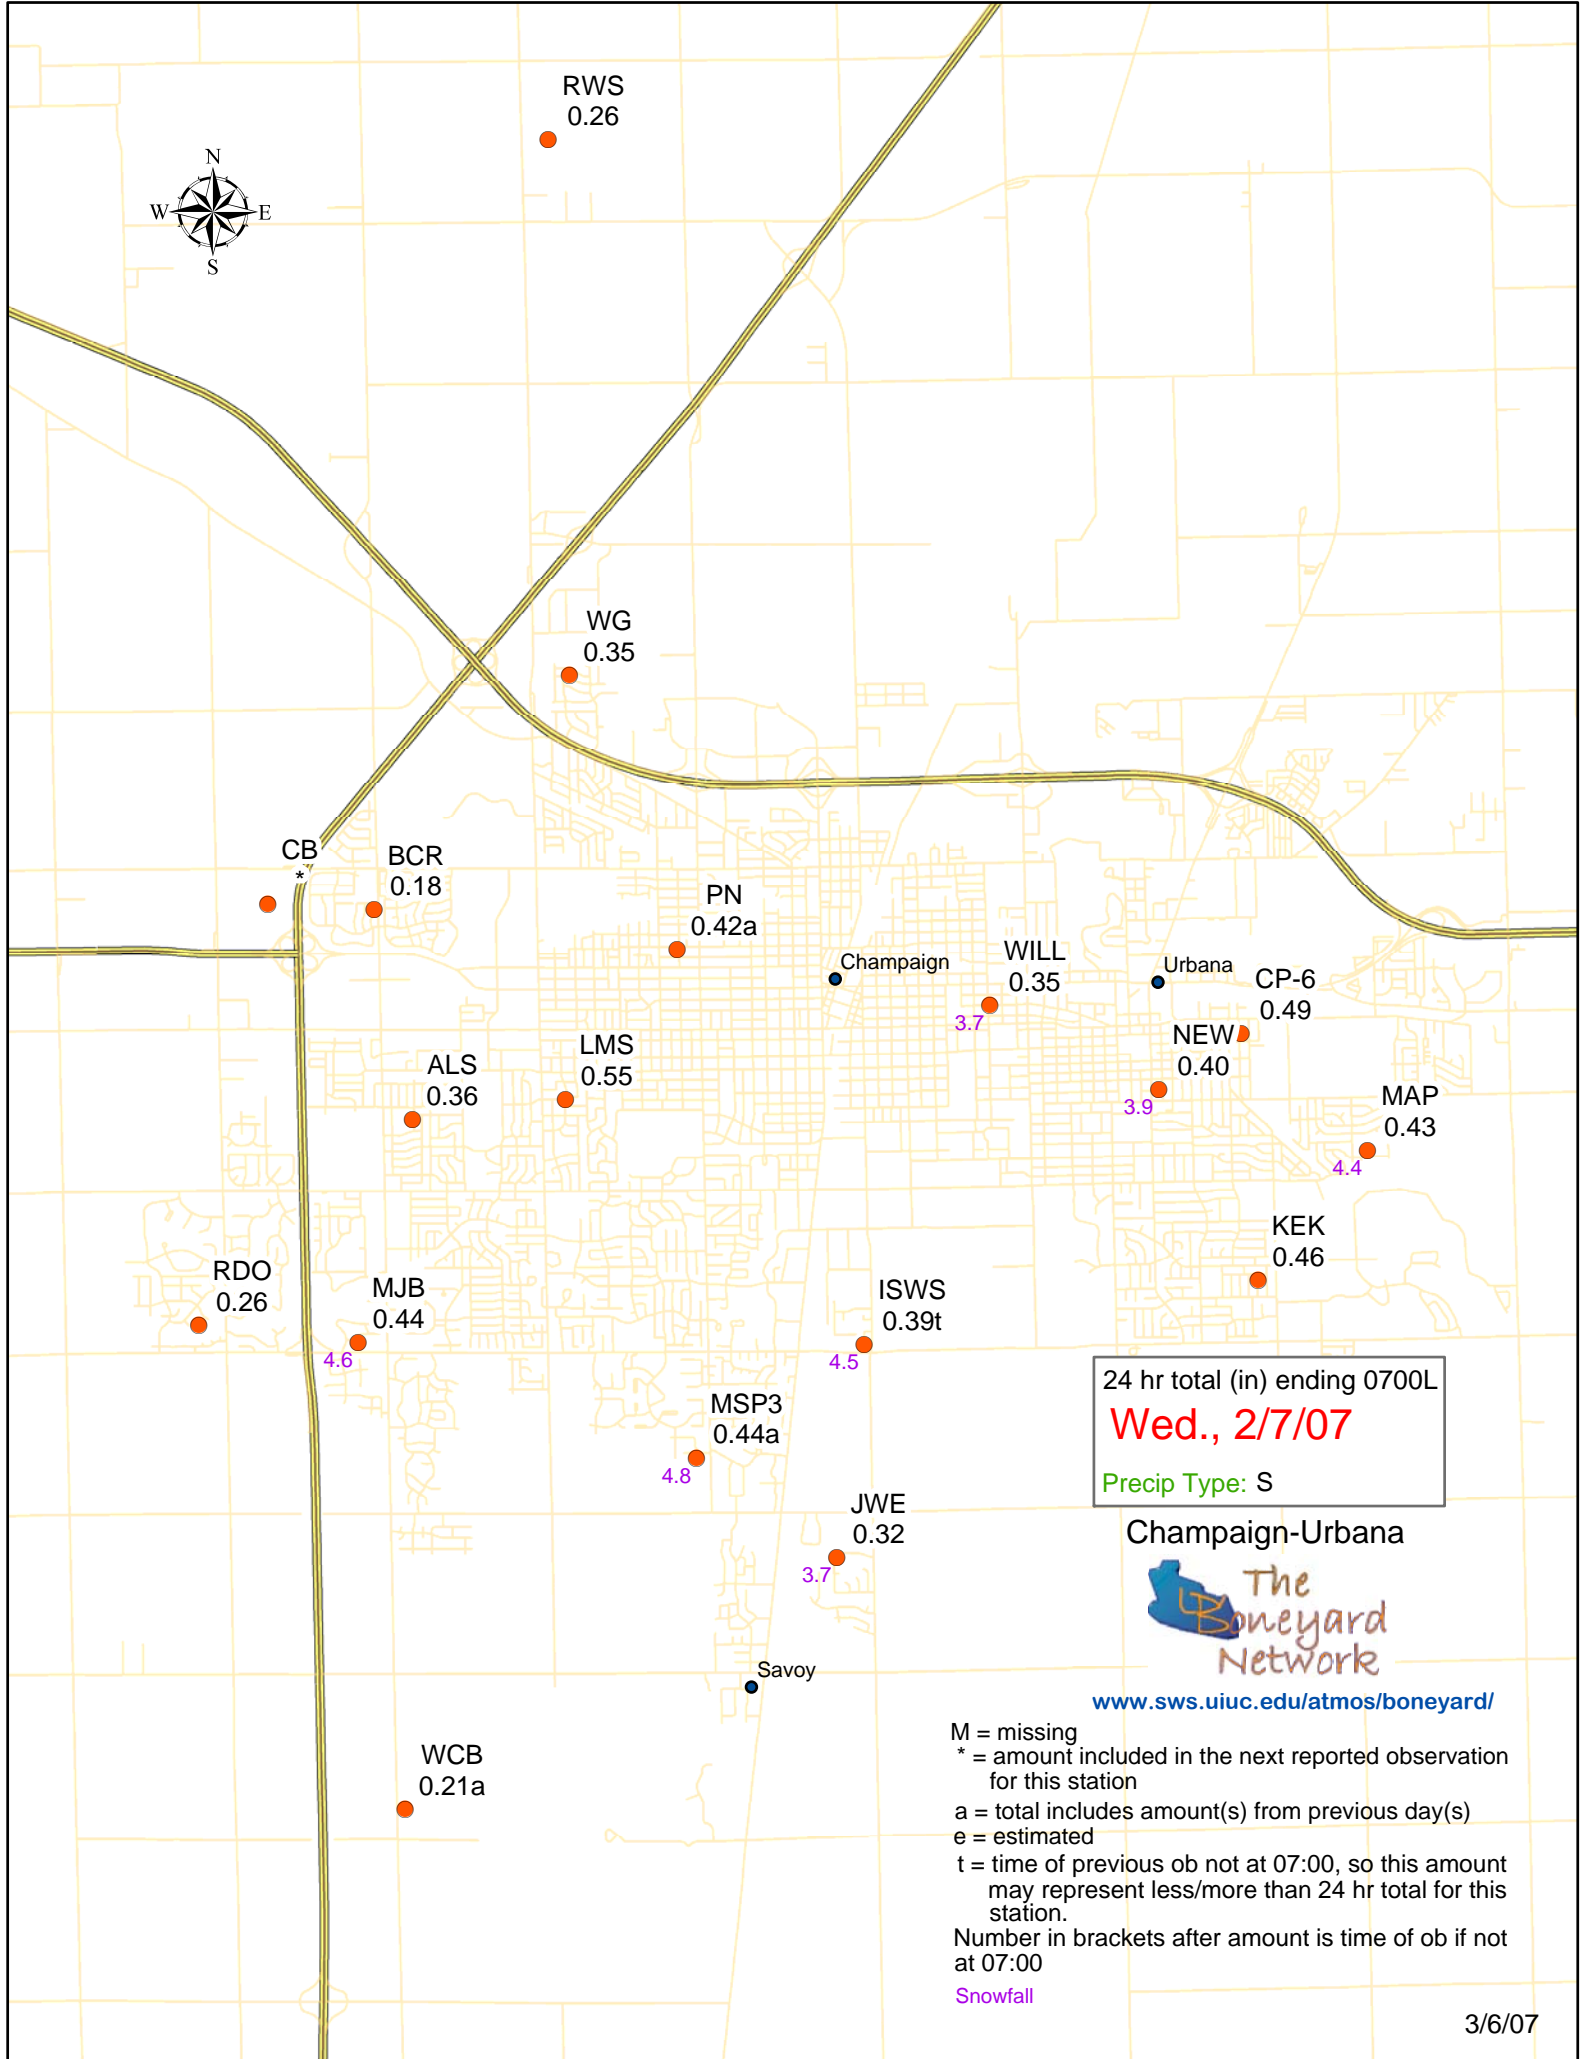 RWS
0.26
N
W E
S
WG
0.35
CB
*
BCR
0.18
PN
0.42a
Champaign
WILL
0.35
3.7
Urbana
CP-6
0.49
NEW
0.40
3.9
LMS
0.55
ALS
0.36
MAP
0.43
4.4
KEK
0.46
RDO
0.26
MJB
0.44
4.6
ISWS
0.39t
4.5
MSP3
0.44a
4.8
JWE
0.32
3.7
Savoy
WCB
0.21a
24 hr total (in) ending 0700L
Wed., 2/7/07
Precip Type: S
Champaign-Urbana
The
Boneyard
Network
www.sws.uiuc.edu/atmos/boneyard/
M = missing
* = amount included in the next reported observation
for this station
a = total includes amount(s) from previous day(s)
e = estimated
t = time of previous ob not at 07:00, so this amount
may represent less/more than 24 hr total for this
station.
Number in brackets after amount is time of ob if not
at 07:00
Snowfall
3/6/07